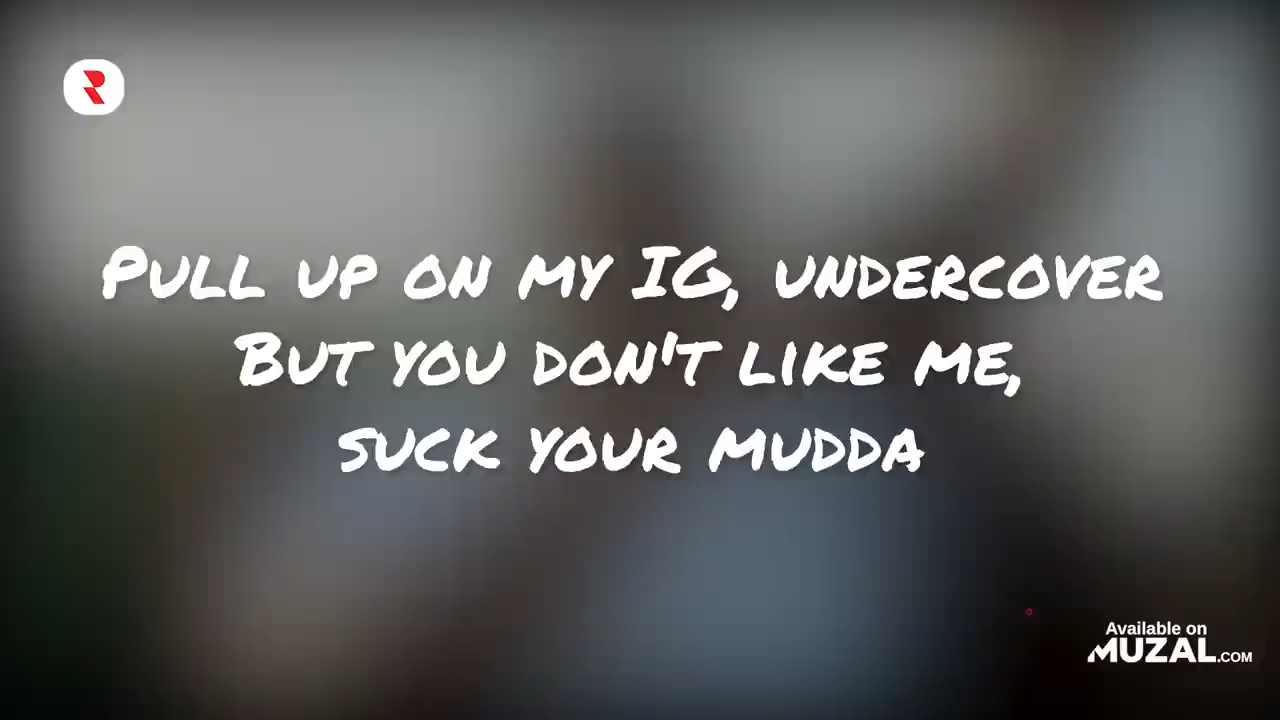 Pull up on my IG, undercover
But you don't like me,
suck your mudda
Available on
MUZAL.COM